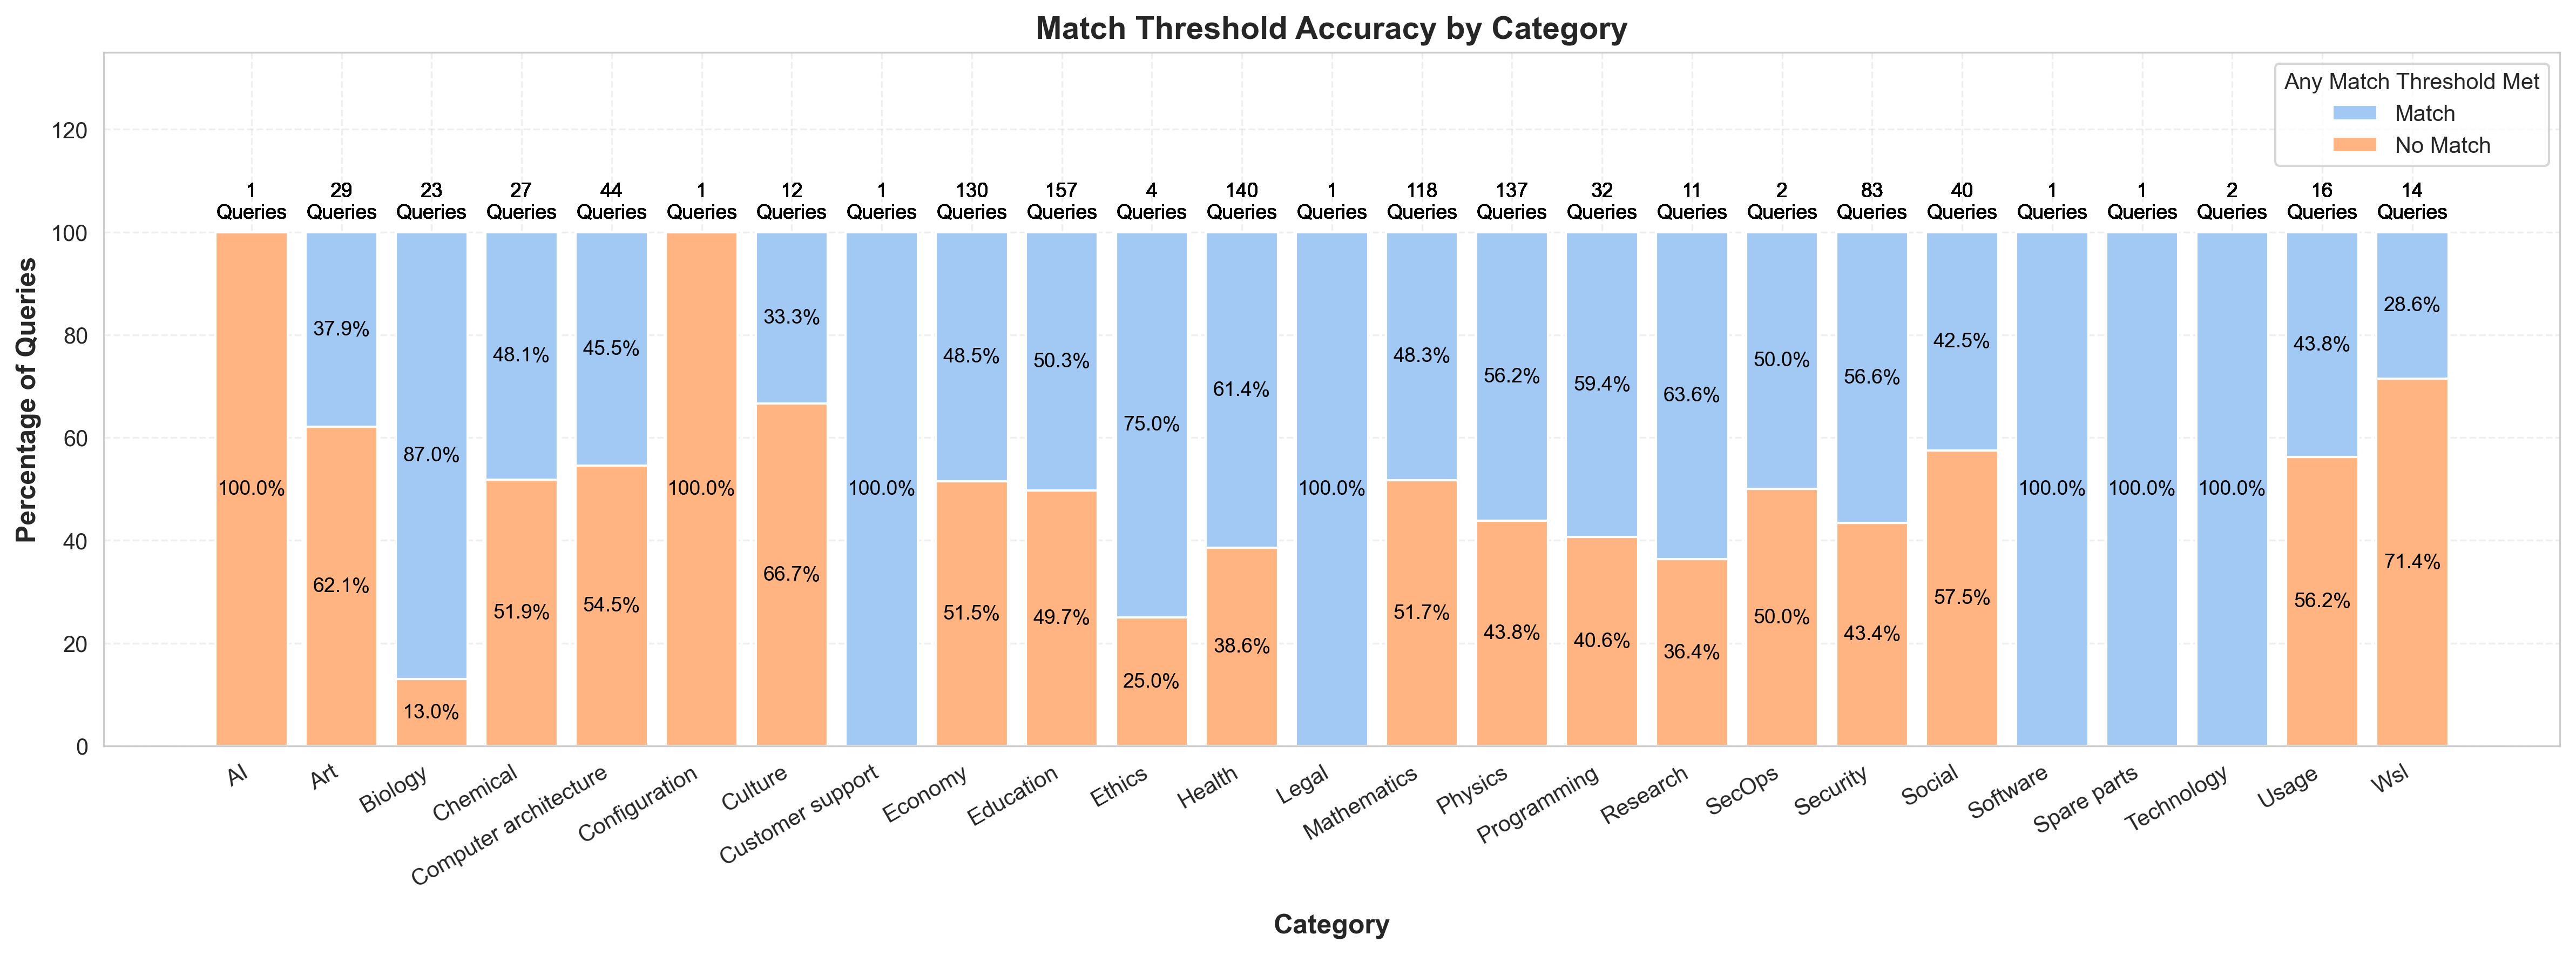 Match Threshold Accuracy by Category
Any Match Threshold Met
Match
No Match
Percentage of Queries
120
100
80
60
40
20
0
1
Queries
29
Queries
23
Queries
27
Queries
44
Queries
1
Queries
12
Queries
1
Queries
130
Queries
157
Queries
4
Queries
140
Queries
1
Queries
118
Queries
137
Queries
32
Queries
11
Queries
2
Queries
83
Queries
40
Queries
1
Queries
1
Queries
2
Queries
16
Queries
14
Queries
100.0%
37.9%
62.1%
87.0%
13.0%
48.1%
51.9%
45.5%
54.5%
100.0%
33.3%
66.7%
100.0%
48.5%
51.5%
50.3%
49.7%
75.0%
25.0%
61.4%
38.6%
100.0%
48.3%
51.7%
56.2%
43.8%
59.4%
40.6%
63.6%
36.4%
50.0%
50.0%
56.6%
43.4%
42.5%
57.5%
100.0%
100.0%
100.0%
43.8%
56.2%
28.6%
71.4%
AI
Art
Biology
Chemical
Computer architecture
Configuration
Culture
Customer support
Economy
Education
Ethics
Health
Legal
Mathematics
Physics
Programming
Research
SecOps
Security
Social
Software
Spare parts
Technology
Usage
Wsl
Category